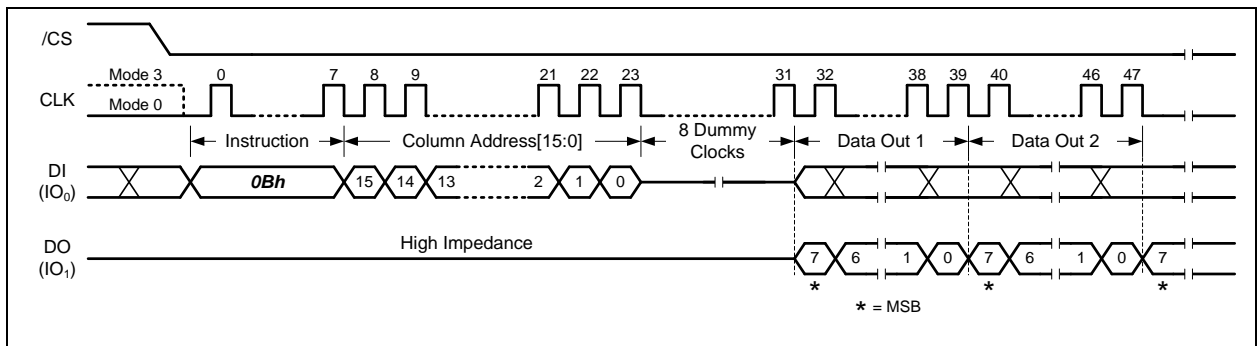 /CS
Mode 3
0 7 8 9 21 22 23 31 32 38 39 40 46 47
CLK
Mode 0
Instruction Column Address[15:0] 8 Dummy Data Out 1 Data Out 2
Clocks
DI
(IO₀)
0Bh 15 14 13 2 1 0
High Impedance
DO
(IO₁)
7 6 1 0 7 6 1 0 7
* * *
* = MSB